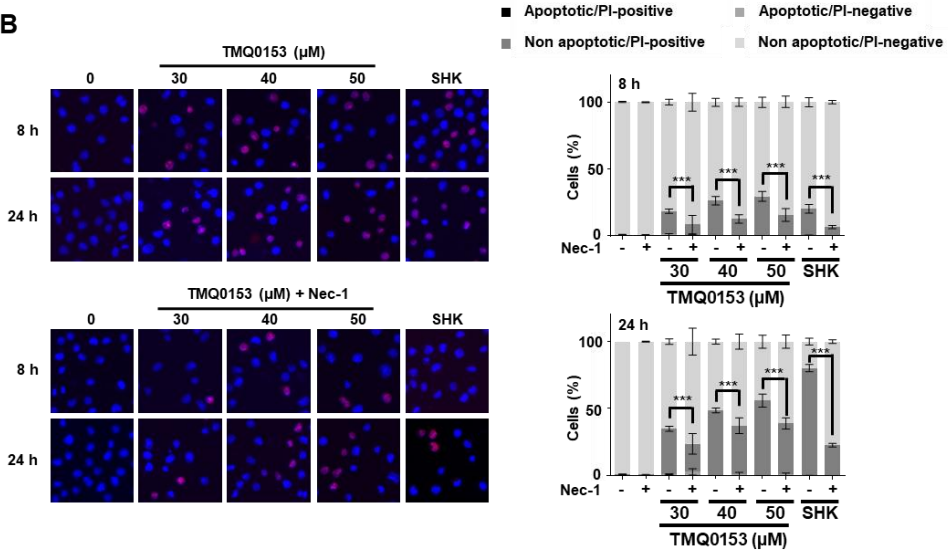 B
TMQ0153 (µM)
0 30 40 50 SHK
8 h
24 h
TMQ0153 (µM) + Nec-1
0 30 40 50 SHK
8 h
24 h
Apoptotic/PI-positive Apoptotic/PI-negative
Non apoptotic/PI-positive Non apoptotic/PI-negative
8 h
Cells (%)
100
50
0
*** *** *** ***
Nec-1 - + - + - + - + - +
30 40 50 SHK
TMQ0153 (µM)
24 h
Cells (%)
100
50
0
*** *** *** ***
Nec-1 - + - + - + - + - +
30 40 50 SHK
TMQ0153 (µM)